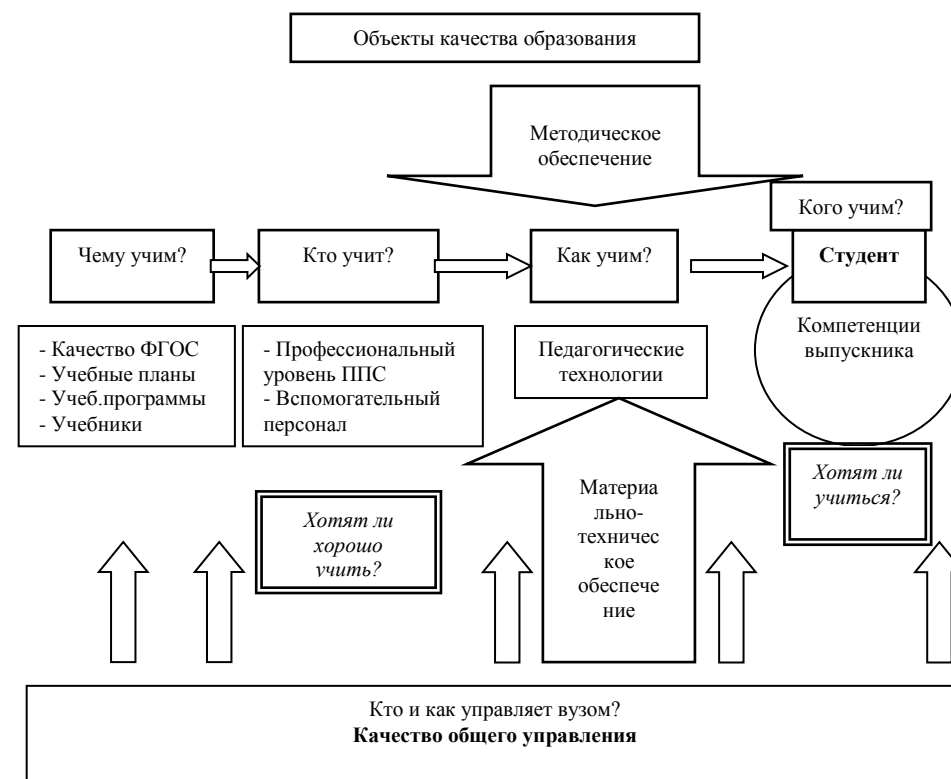 Объекты качества образования
Методическое
обеспечение
Кого учим?
Чему учим?
Кто учит?
Как учим?
Студент
Компетенции
выпускника
- Качество ФГОС
- Учебные планы
- Учеб.программы
- Учебники
- Профессиональный
уровень ППС
- Вспомогательный
персонал
Педагогические
технологии
Хотят ли
учиться?
Хотят ли
хорошо
учить?
Материа
льно-
техничес
кое
обеспече
ние
Кто и как управляет вузом?
Качество общего управления